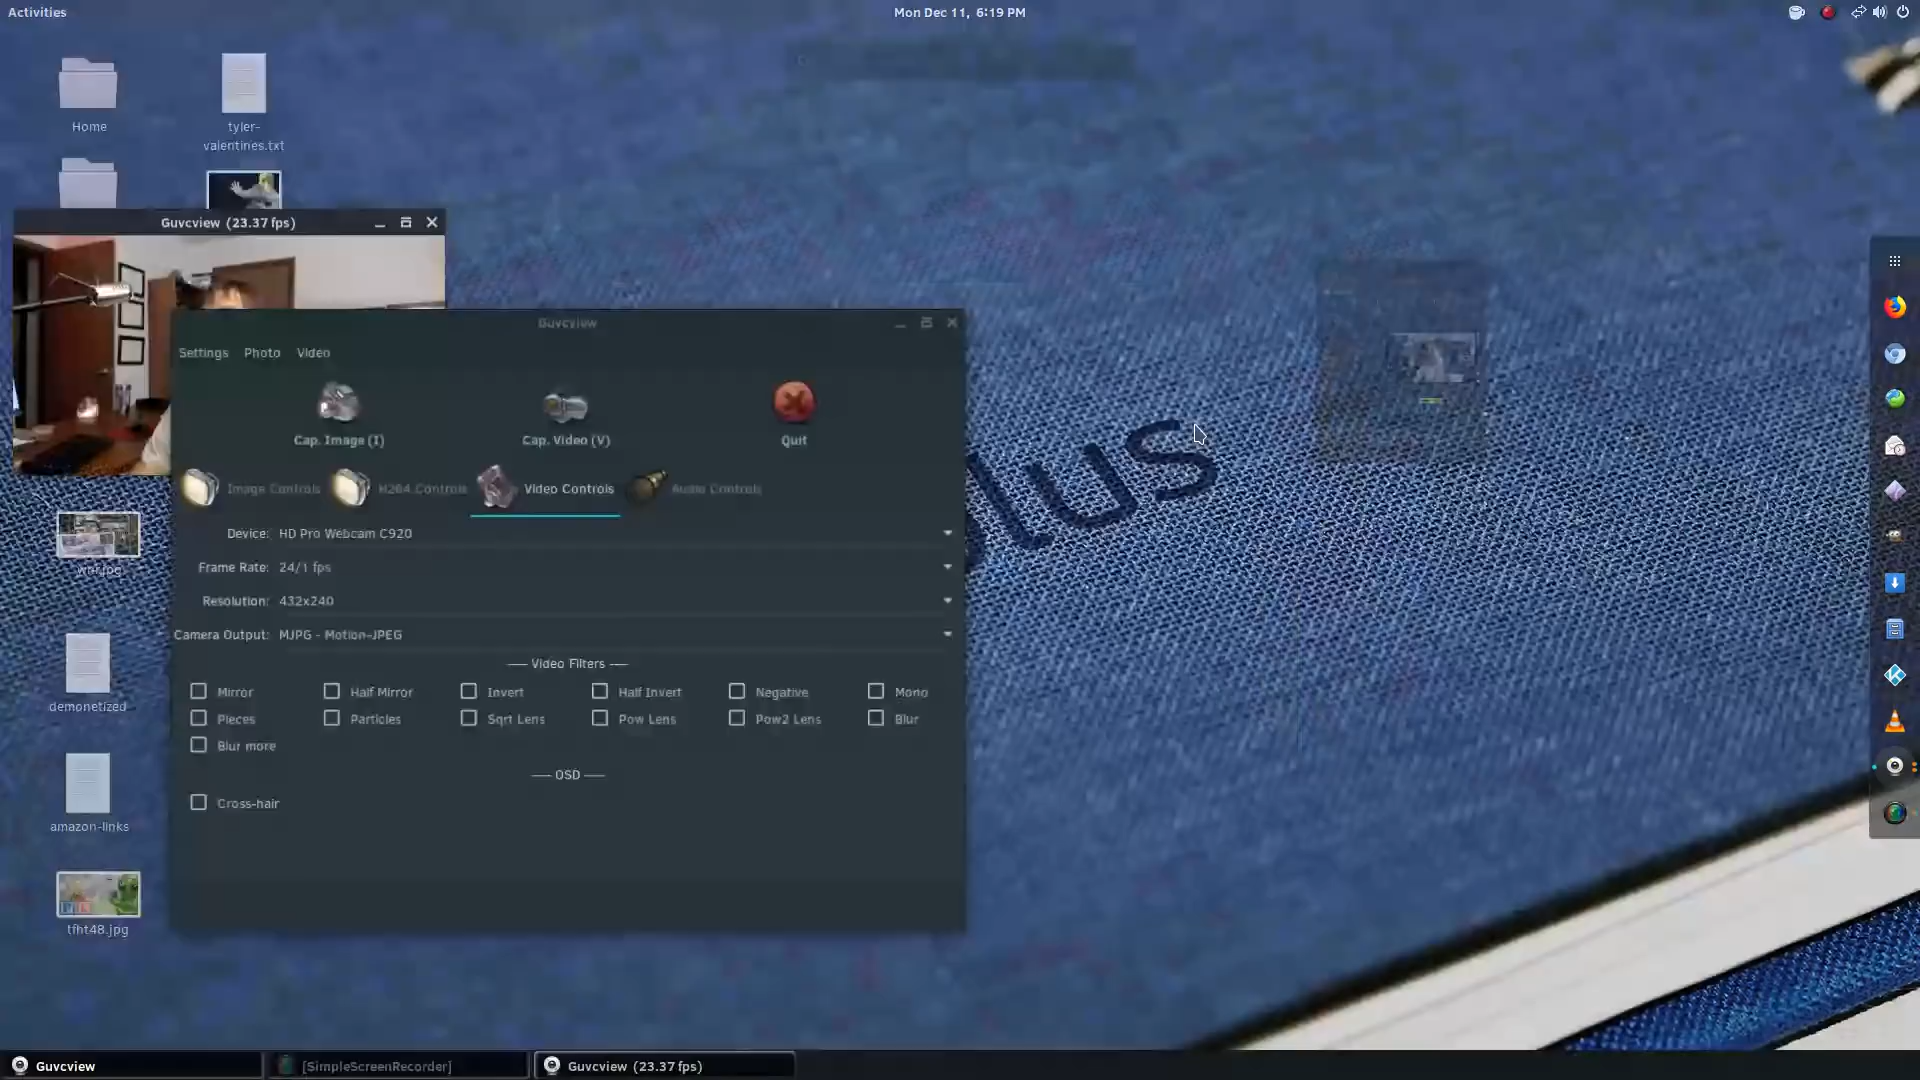 Activities
Mon Dec 11, 6:19 PM
Home
tyler-
valentines.txt
Guvcview (23.37 fps)
Guvcview
Settings Photo Video
Cap. Image (I) Cap. Video (V) Quit
Image Controls H264 Controls Video Controls Audio Controls
Device: HD Pro Webcam C920
Frame Rate: 24/1 fps
Resolution: 432x240
Camera Output: MJPG - Motion-JPEG
Video Filters
Mirror Half Mirror Invert Half Invert Negative Mono
Pieces Particles Sqrt Lens Pow Lens Pow2 Lens Blur
Blur more
OSD
Cross-hair
lus
demonetized
amazon-links
tfht48.jpg
Guvcview [SimpleScreenRecorder] Guvcview (23.37 fps)